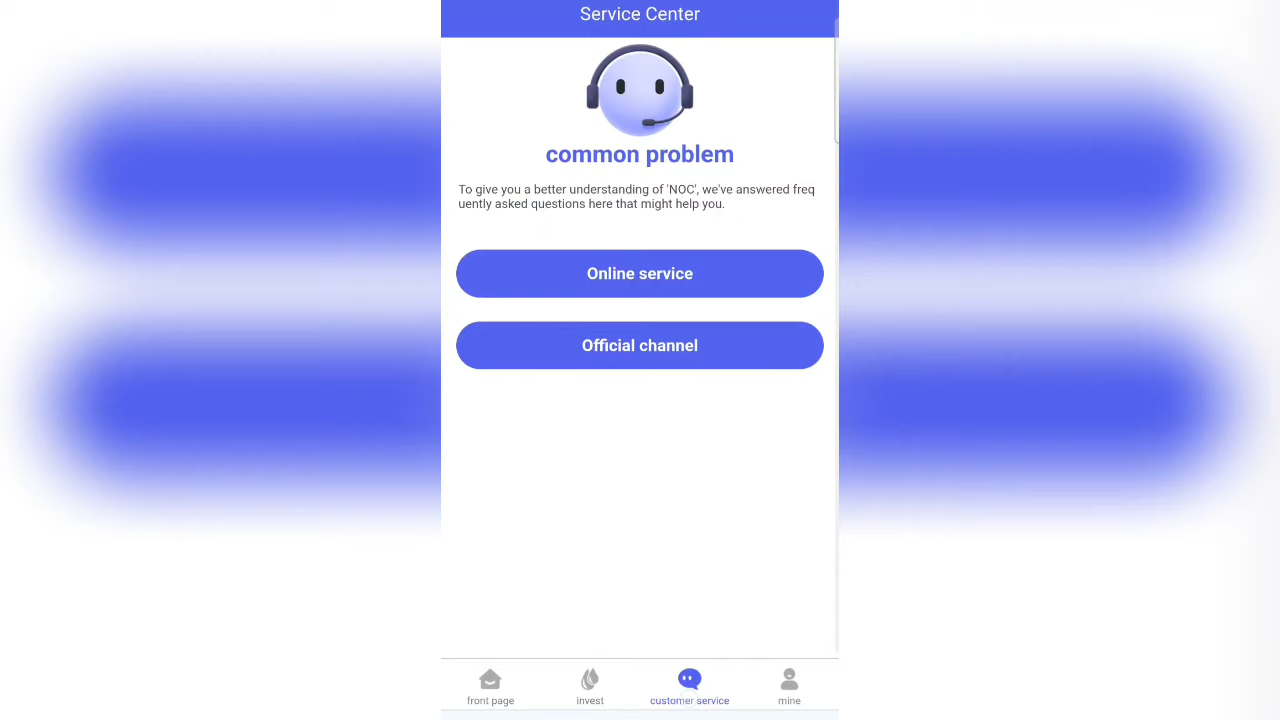 Service Center
common problem
To give you a better understanding of 'NOC', we've answered freq
uently asked questions here that might help you.
Online service
Official channel
front page
invest
customer service
mine